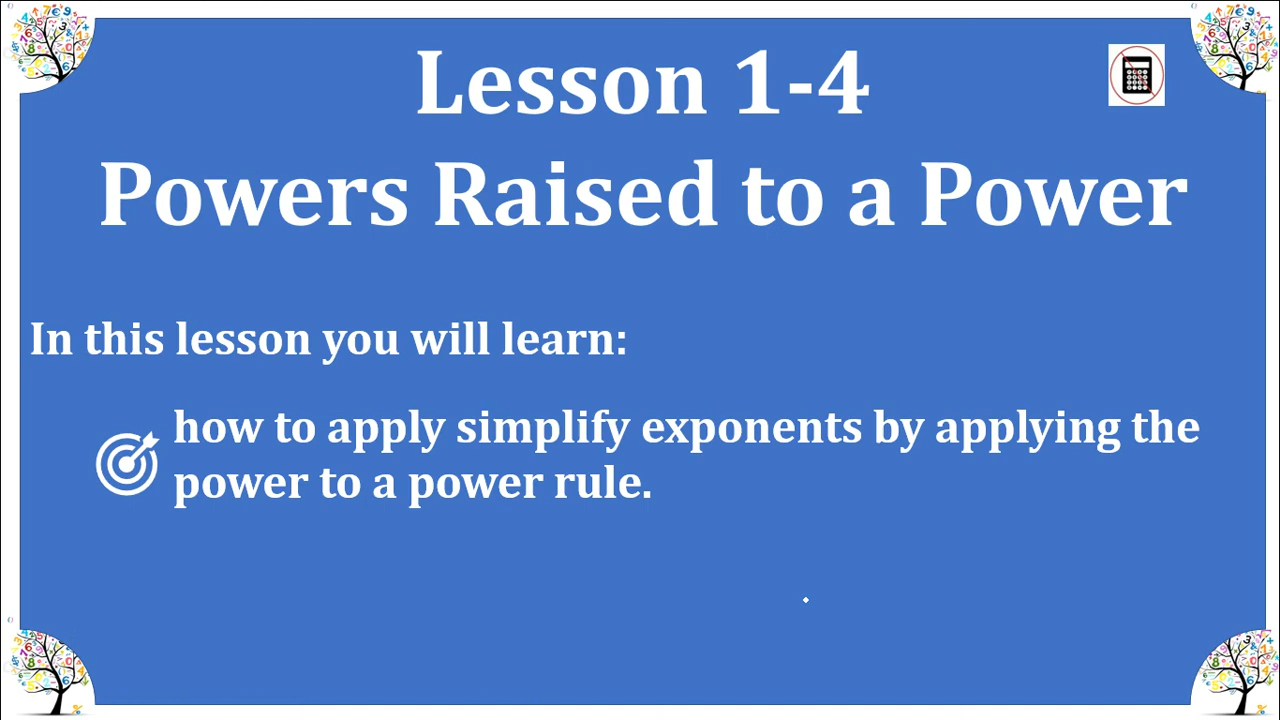 Lesson 1-4
Powers Raised to a Power
In this lesson you will learn:
how to apply simplify exponents by applying the
power to a power rule.